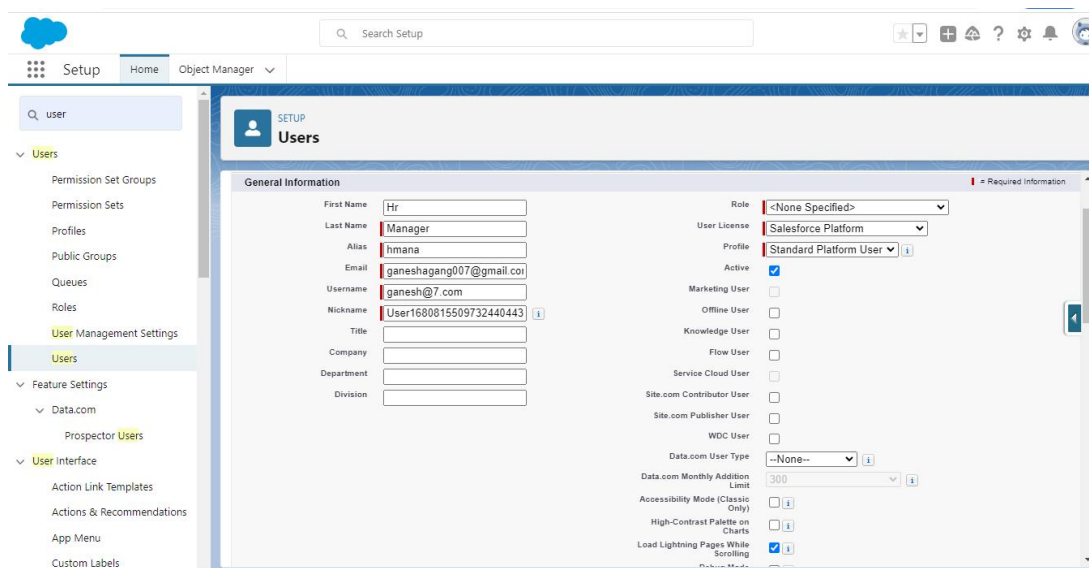 Search Setup
Setup Home Object Manager
user
Users
Permission Set Groups
Permission Sets
Profiles
Public Groups
Queues
Roles
User Management Settings
Users
Feature Settings
Data.com
Prospector Users
User Interface
Action Link Templates
Actions & Recommendations
App Menu
Custom Labels
SETUP
Users
General Information
= Required Information
First Name Hr
Last Name Manager
Alias hmana
Email ganeshagang007@gmail.co
Username ganesh@7.com
Nickname User1680815509732440443
Title
Company
Department
Division
Role <None Specified>
User License Salesforce Platform
Profile Standard Platform User
Active
Marketing User
Offline User
Knowledge User
Flow User
Service Cloud User
Site.com Contributor User
Site.com Publisher User
WDC User
Data.com User Type --None--
Data.com Monthly Addition
Limit
300
Accessibility Mode (Classic
Only)
High-Contrast Palette on
Charts
Load Lightning Pages While
Scrolling